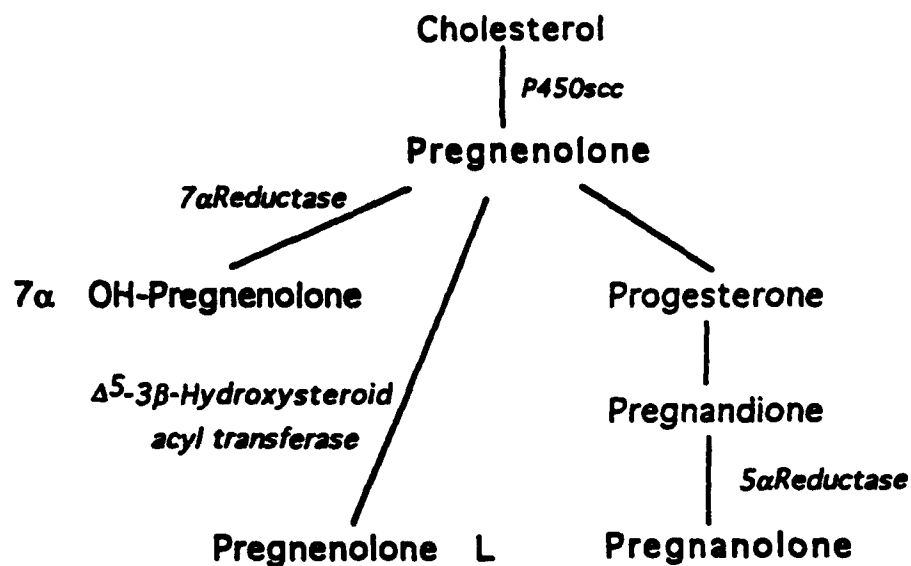 Cholesterol
P450scc
Pregnenolone
7αReductase
7α OH-Pregnenolone
Progesterone
Δ5-3β-Hydroxysteroid
acyl transferase
Pregnandione
5αReductase
Pregnenolone L
Pregnanolone